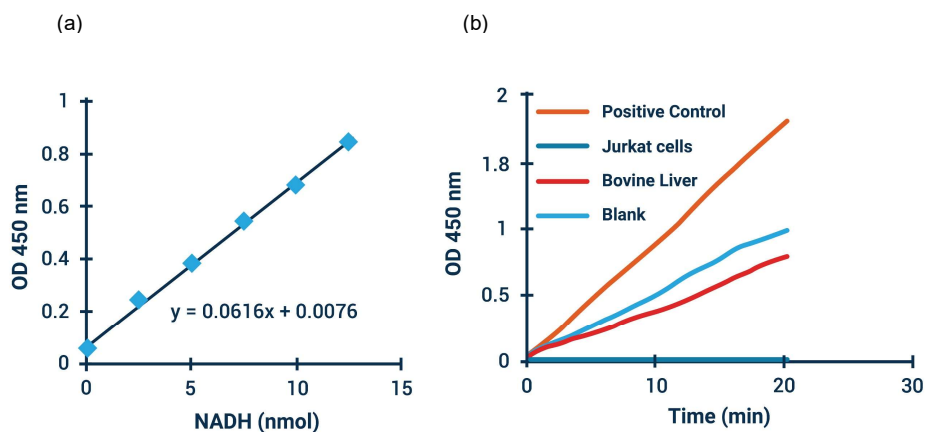 (a)
(b)
1
0.8
0.6
0.4
0.2
0
OD 450 nm
y = 0.0616x + 0.0076
0
5
10
15
NADH (nmol)
2
1.8
1
0.5
0
OD 450 nm
Positive Control
Jurkat cells
Bovine Liver
Blank
0
10
20
30
Time (min)